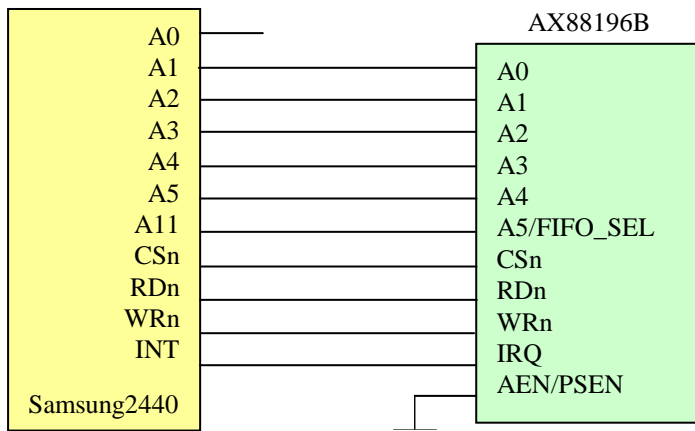 AX88196B
A0
A1
A2
A3
A4
A5
A11
CSn
RDn
WRn
INT
Samsung2440
A0
A1
A2
A3
A4
A5/FIFO_SEL
CSn
RDn
WRn
IRQ
AEN/PSEN